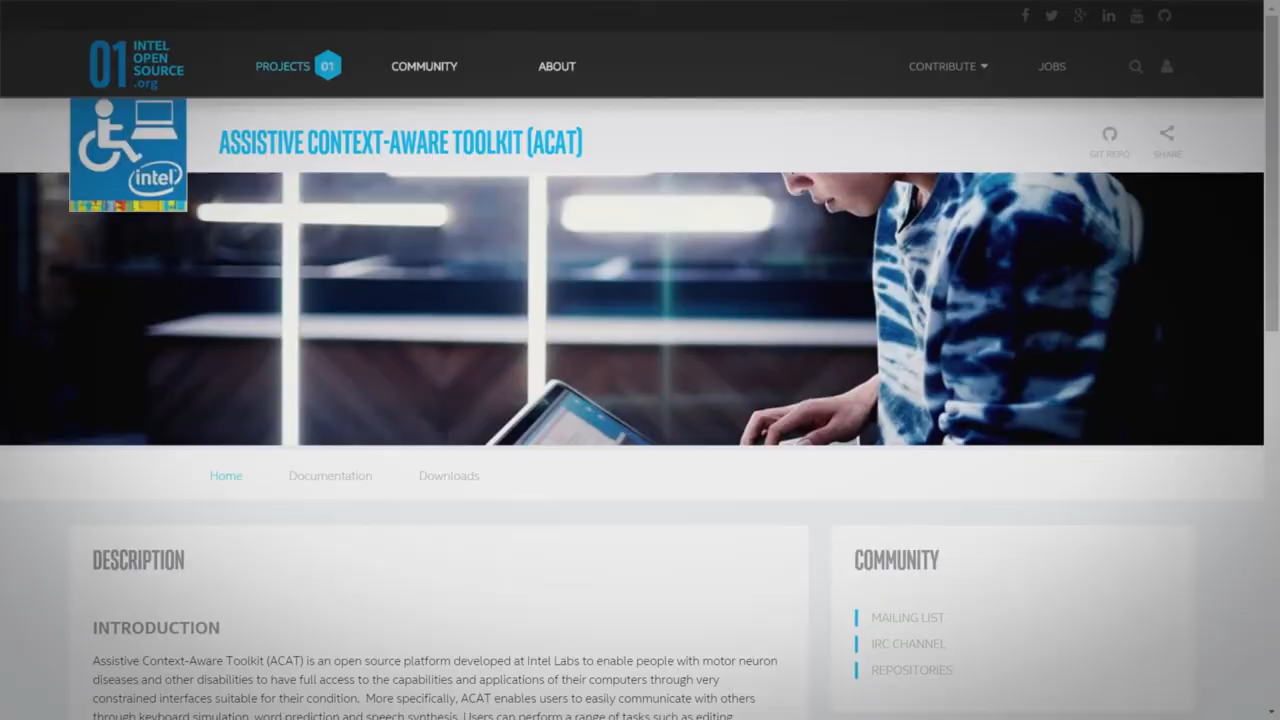 01 INTEL
OPEN
SOURCE
.org
PROJECTS 01
COMMUNITY
ABOUT
CONTRIBUTE
JOBS
intel
ASSISTIVE CONTEXT-AWARE TOOLKIT (ACAT)
GIT REPO
SHARE
Home
Documentation
Downloads
DESCRIPTION
INTRODUCTION
Assistive Context-Aware Toolkit (ACAT) is an open source platform developed at Intel Labs to enable people with motor neuron
diseases and other disabilities to have full access to the capabilities and applications of their computers through very
constrained interfaces suitable for their condition.  More specifically, ACAT enables users to easily communicate with others
through keyboard simulation, word prediction and speech synthesis. Users can perform a range of tasks such as editing,
COMMUNITY
MAILING LIST
IRC CHANNEL
REPOSITORIES